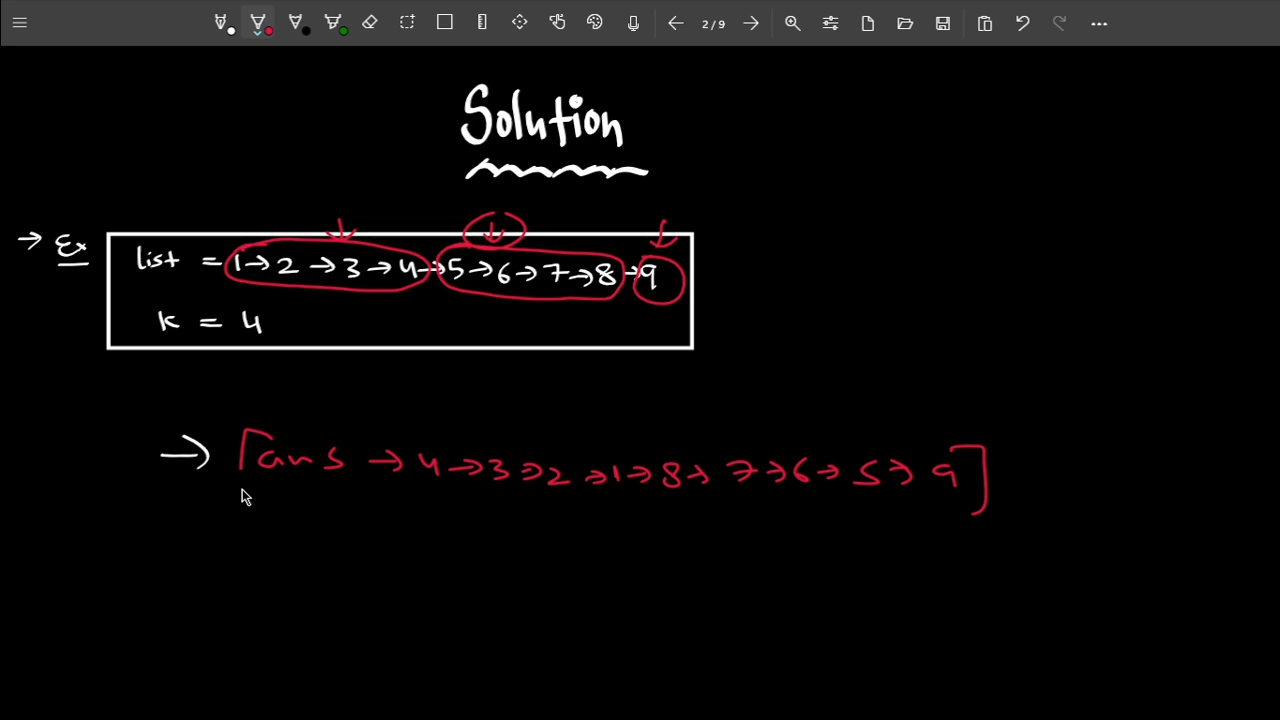 2/9
Solution
→ Ex
list = 1→2→3→4→5→6→7→8→9
k = 4
→ [ans → 4→3→2→1→8→7→6→5→9]